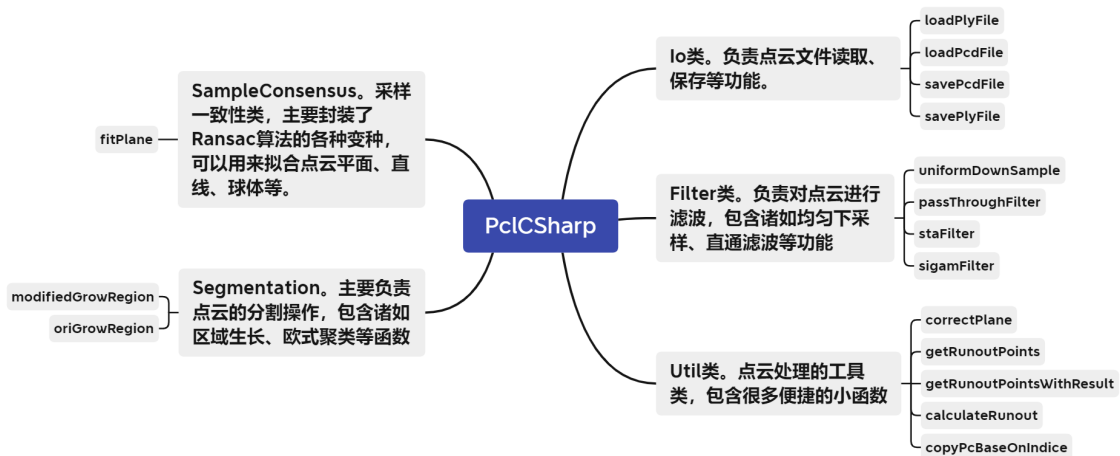 PclCSharp
SampleConsensus。采样
一致性类，主要封装了
Ransac算法的各种变种，
可以用来拟合点云平面、直
线、球体等。
fitPlane
Segmentation。主要负责
点云的分割操作，包含诸如
区域生长、欧式聚类等函数
modifiedGrowRegion
oriGrowRegion
Io类。负责点云文件读取、
保存等功能。
loadPlyFile
loadPcdFile
savePcdFile
savePlyFile
Filter类。负责对点云进行
滤波，包含诸如均匀下采
样、直通滤波等功能
uniformDownSample
passThroughFilter
staFilter
sigamFilter
Util类。点云处理的工具
类，包含很多便捷的小函数
correctPlane
getRunoutPoints
getRunoutPointsWithResult
calculateRunout
copyPcBaseOnIndice